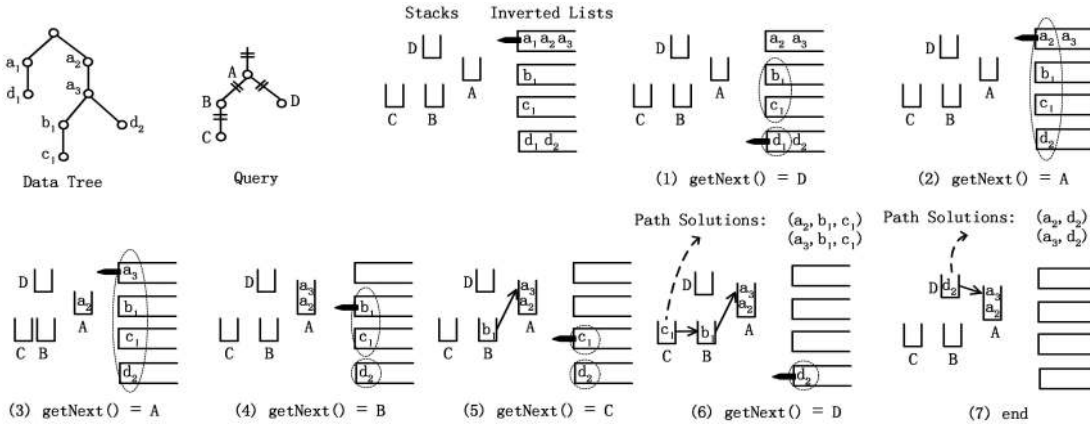 Stacks Inverted Lists
a₁ a₂ a₃
b₁
c₁
d₁ d₂
D
A
C B
a₁ a₂
d₁ a₃
b₁ d₂
c₁
Data Tree
A
B D
C
Query
a₂ a₃
b₁
c₁
d₁ d₂
D
A
C B
(1) getNext() = D
a₂ a₃
b₁
c₁
d₂
D
A
C B
(2) getNext() = A
a₃
b₁
c₁
d₂
D
a₂
A
C B
(3) getNext() = A
b₁
c₁
d₂
D
a₃
a₂
A
C B
(4) getNext() = B
c₁
d₂
D
a₃
a₂
A
b₁
C B
(5) getNext() = C
Path Solutions: (a₂, b₁, c₁)
(a₃, b₁, c₁)
D
a₃
a₂
A
c₁ b₁
C B
d₂
(6) getNext() = D
Path Solutions: (a₂, d₂)
(a₃, d₂)
D d₂
a₃
a₂
A
C B
(7) end